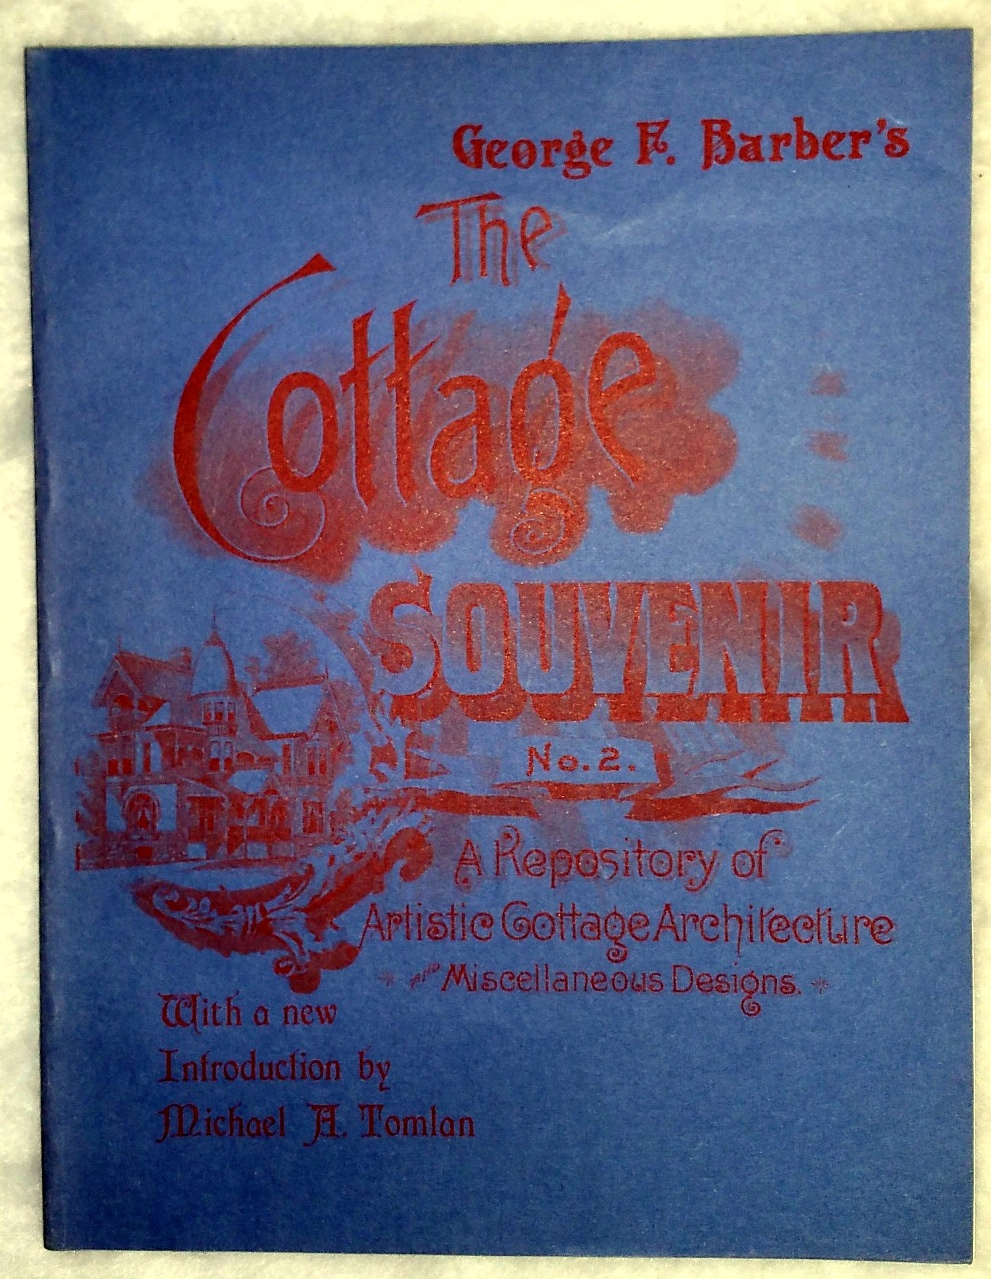 George F. Barber's
The
Cottage
SOUVENIR
No. 2.
A Repository of
Artistic Cottage Architecture
AND Miscellaneous Designs.
With a new
Introduction by
Michael A. Tomlan